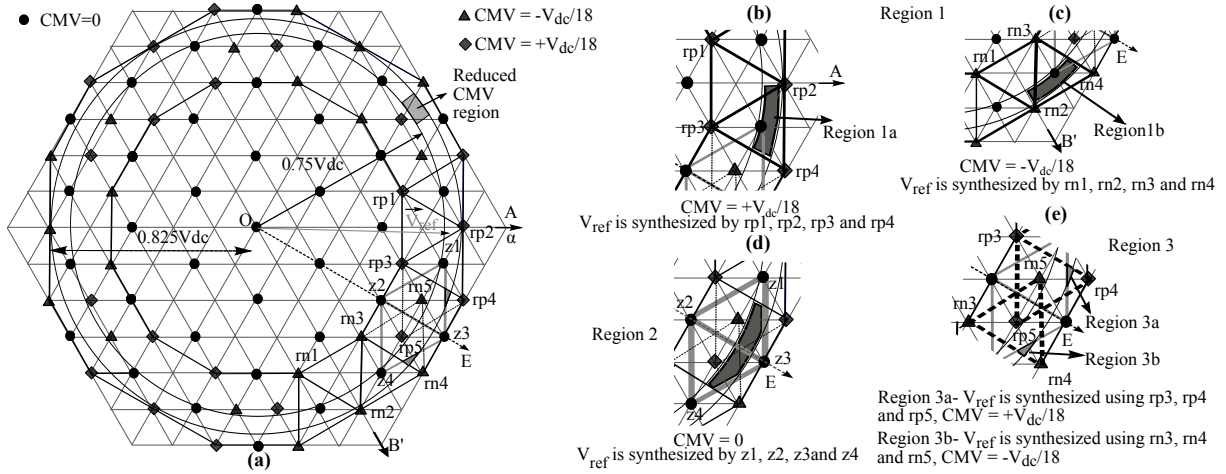 CMV=0
CMV = -Vdc/18
CMV = +Vdc/18
Reduced
CMV
region
0.75Vdc
0.825Vdc
O
A
α
Vref
rp1
rp2
z1
rp3
rn5
z2
rp4
rn3
z3
rp5
E
rn1
z4
rn4
rn2
B'
(a)
(b)
Region 1
rp1
A
rp2
rp3
Region 1a
rp4
CMV = +Vdc/18
Vref is synthesized by rp1, rp2, rp3 and rp4
(c)
rn3
E
rn1
rn4
rn2
Region1b
B'
CMV = -Vdc/18
Vref is synthesized by rn1, rn2, rn3 and rn4
(d)
z1
z2
Region 2
z3
E
z4
CMV = 0
Vref is synthesized by z1, z2, z3and z4
(e)
rp3
Region 3
rn5
rp4
rn3
Region 3a
rp5
E
Region 3b
rn4
Region 3a- Vref is synthesized using rp3, rp4
and rp5, CMV = +Vdc/18
Region 3b- Vref is synthesized using rn3, rn4
and rn5, CMV = -Vdc/18